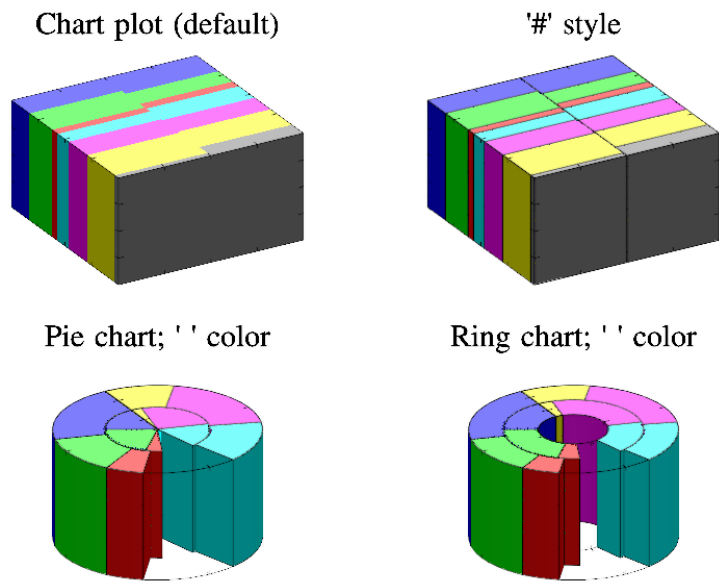 Chart plot (default)
'#' style
Pie chart; ' ' color
Ring chart; ' ' color